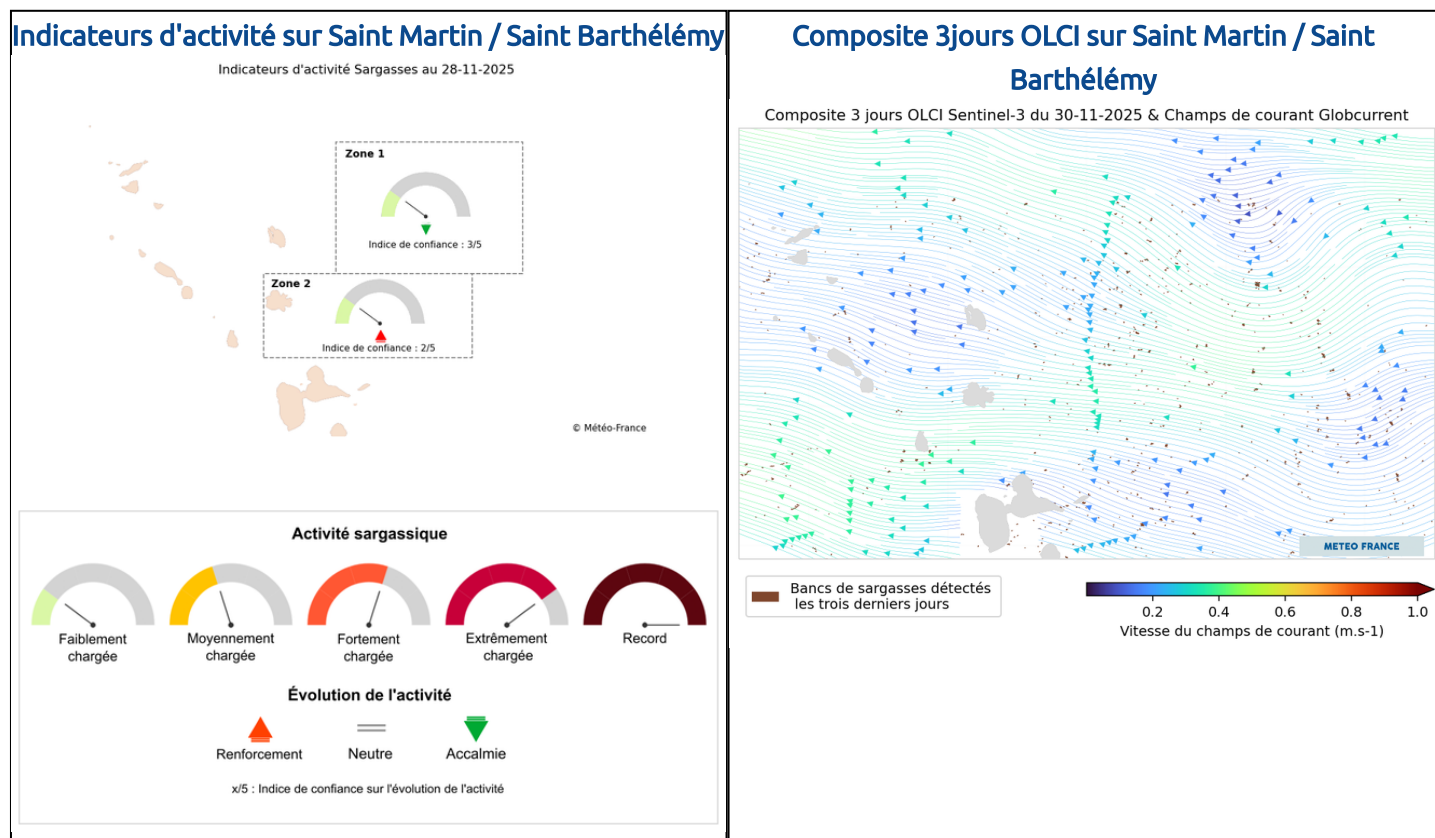 Indicateurs d'activité sur Saint Martin / Saint Barthélémy
Indicateurs d'activité Sargasses au 28-11-2025
Zone 1
Indice de confiance : 3/5
Zone 2
Indice de confiance : 2/5
© Météo-France
Activité sargassique
Faiblement
chargée
Moyennement
chargée
Fortement
chargée
Extrêmement
chargée
Record
Évolution de l'activité
Renforcement
Neutre
Accalmie
x/5 : Indice de confiance sur l'évolution de l'activité
Composite 3jours OLCI sur Saint Martin / Saint
Barthélémy
Composite 3 jours OLCI Sentinel-3 du 30-11-2025 & Champs de courant Globcurrent
METEO FRANCE
Bancs de sargasses détectés
les trois derniers jours
0.2 0.4 0.6 0.8 1.0
Vitesse du champs de courant (m.s-1)